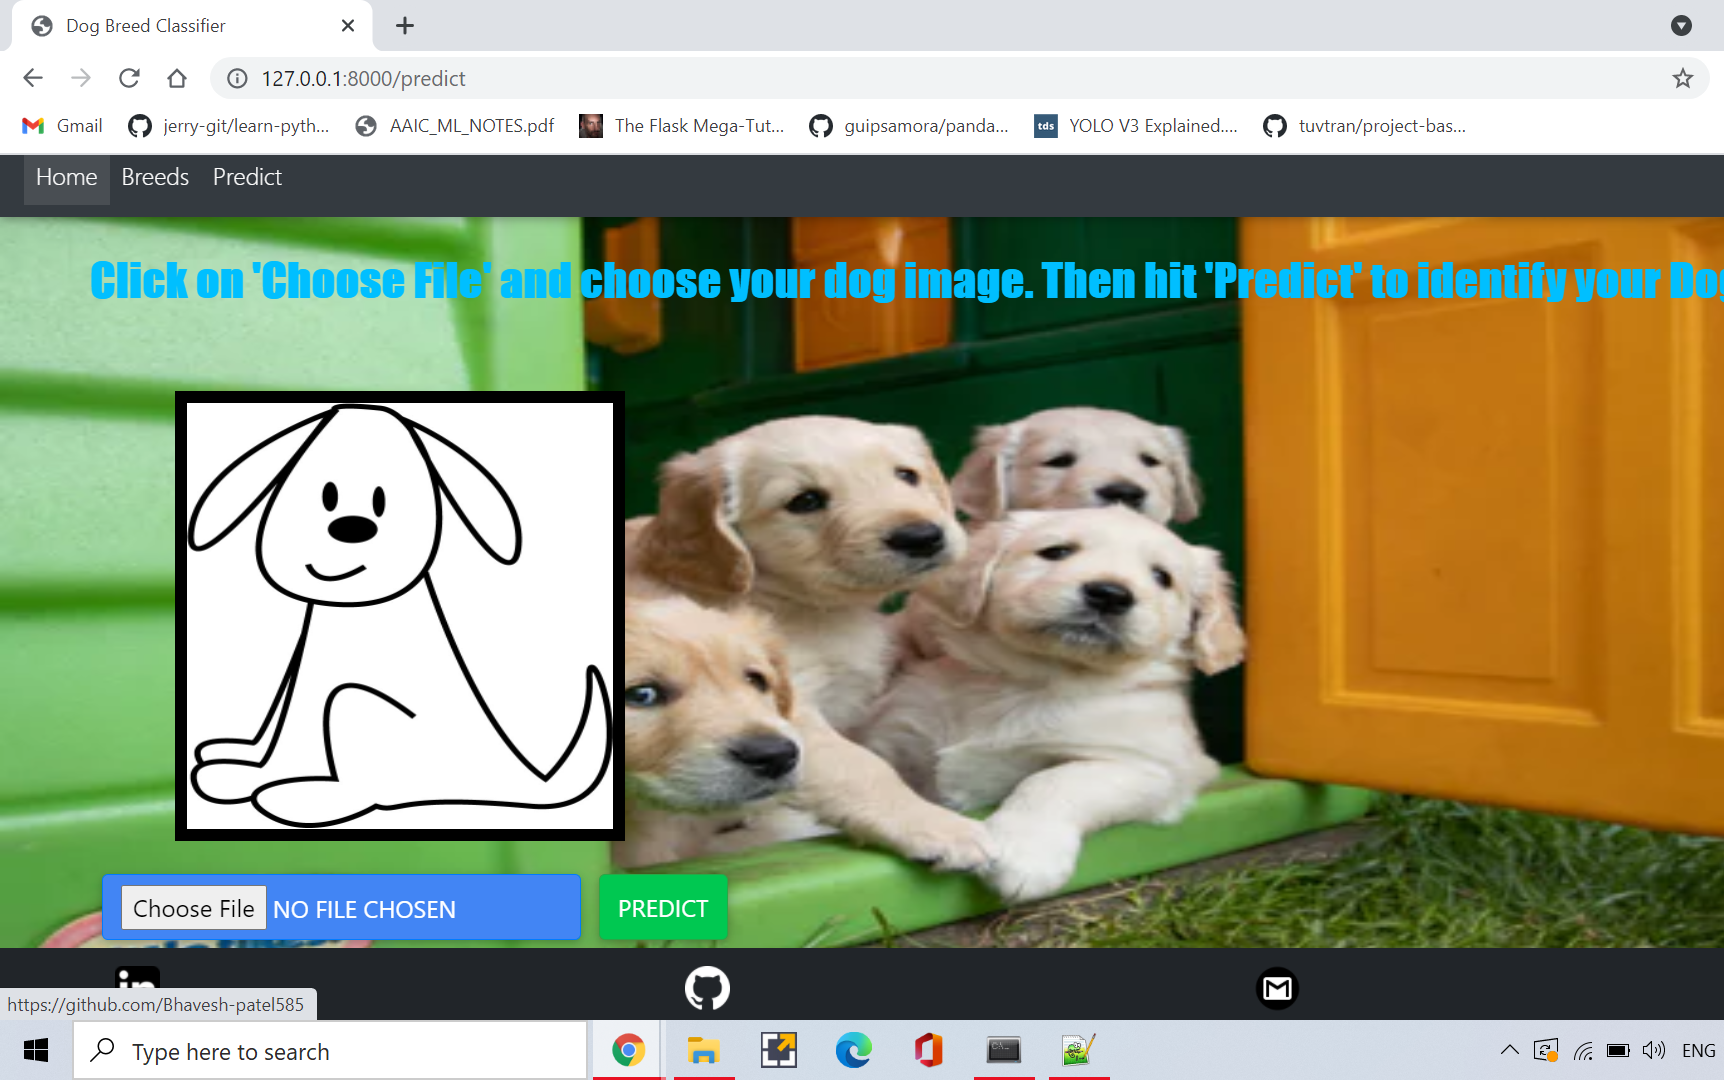 Dog Breed Classifier
127.0.0.1:8000/predict
Gmail jerry-git/learn-pyth... AAIC_ML_NOTES.pdf The Flask Mega-Tut... guipsamora/panda... tds YOLO V3 Explained.... tuvtran/project-bas...
Home Breeds Predict
Click on 'Choose File' and choose your dog image. Then hit 'Predict' to identify your Dog
Choose File NO FILE CHOSEN PREDICT
in
https://github.com/Bhavesh-patel585
Type here to search ENG